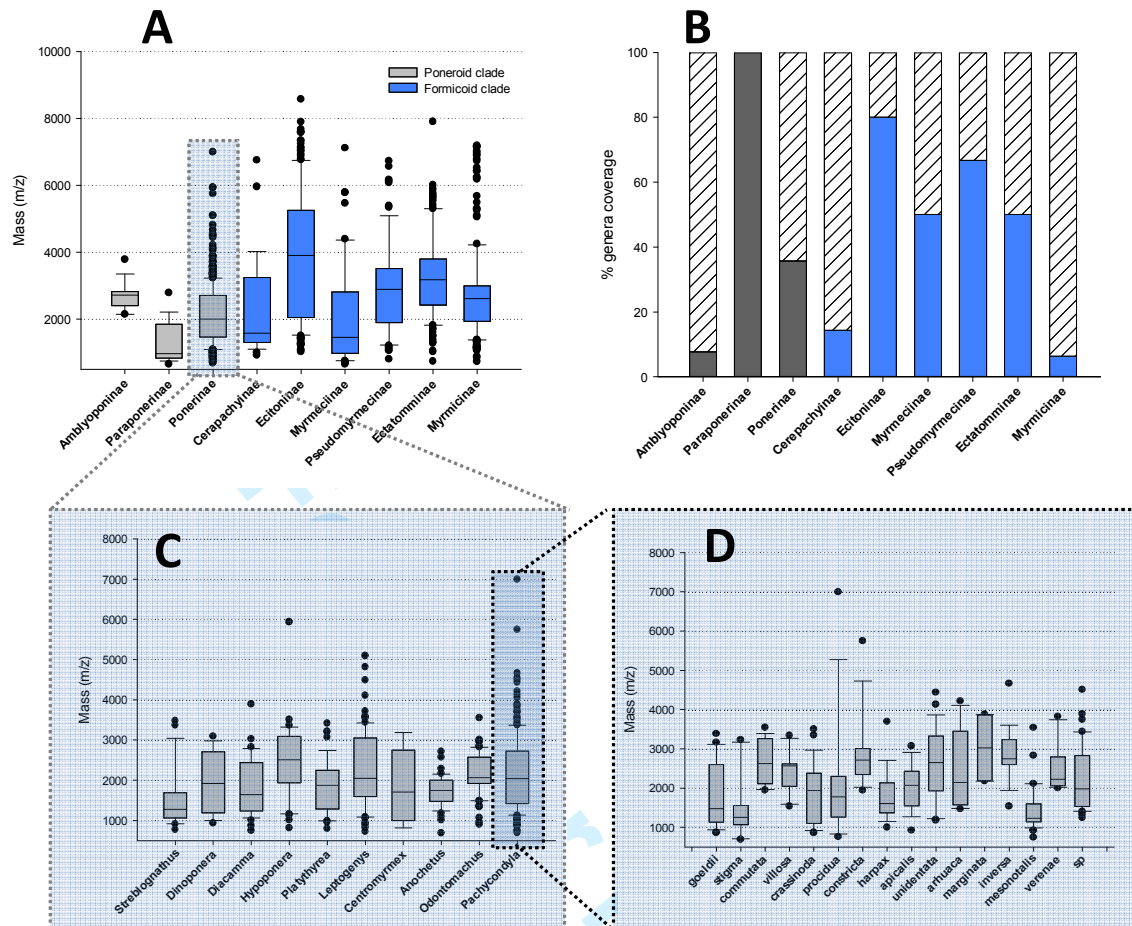 A
B
10000
8000
6000
4000
2000
Mass (m/z)
Poneroid clade
Formicoid clade
Amblyoponinae
Paraponerinae
Ponerinae
Cerapachyinae
Ecitoninae
Myrmeciinae
Pseudomyrmecinae
Ectatomminae
Myrmicinae
100
80
60
40
20
0
% genera coverage
Amblyoponinae
Paraponerinae
Ponerinae
Cerepachynae
Ecitoninae
Myrmeciinae
Pseudomyrmecinae
Ectatominae
Myrmicinae
C
8000
7000
6000
5000
4000
3000
2000
1000
Mass (m/z)
Streblognathus
Dinoponera
Diacamma
Hypoponera
Platythyrea
Leptogenys
Centromyrmex
Anochetus
Odontomachus
Pachycondyla
D
8000
7000
6000
5000
4000
3000
2000
1000
Mass (m/z)
goeldii
stigma
commutata
villosa
crassinoda
procidua
constricta
harpax
apicalis
unidentata
arhuaca
marginata
inversa
mesonotalis
verenae
sp